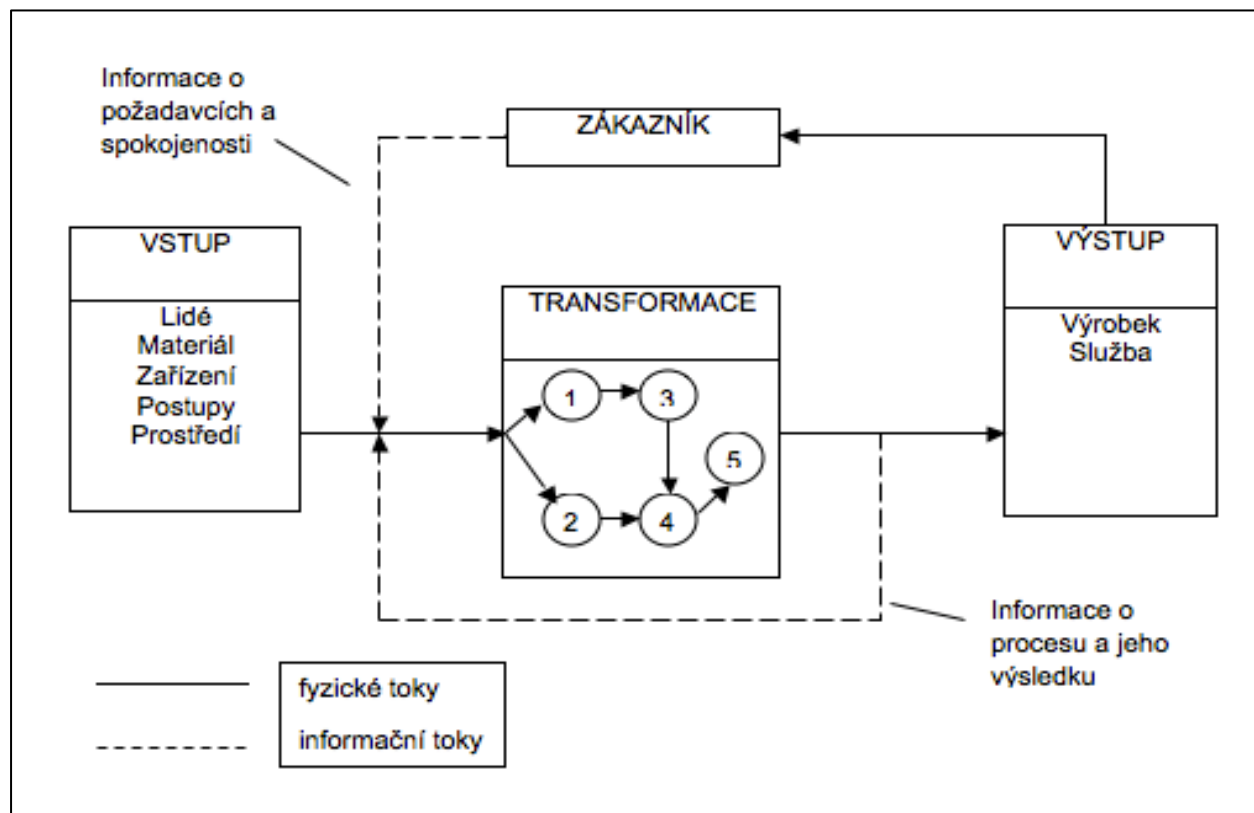 Informace o
požadavcích a
spokojenosti
ZÁKAZNÍK
VSTUP
Lidé
Materiál
Zařízení
Postupy
Prostředí
TRANSFORMACE
1
3
5
2
4
VÝSTUP
Výrobek
Služba
Informace o
procesu a jeho
výsledku
fyzické toky
informační toky